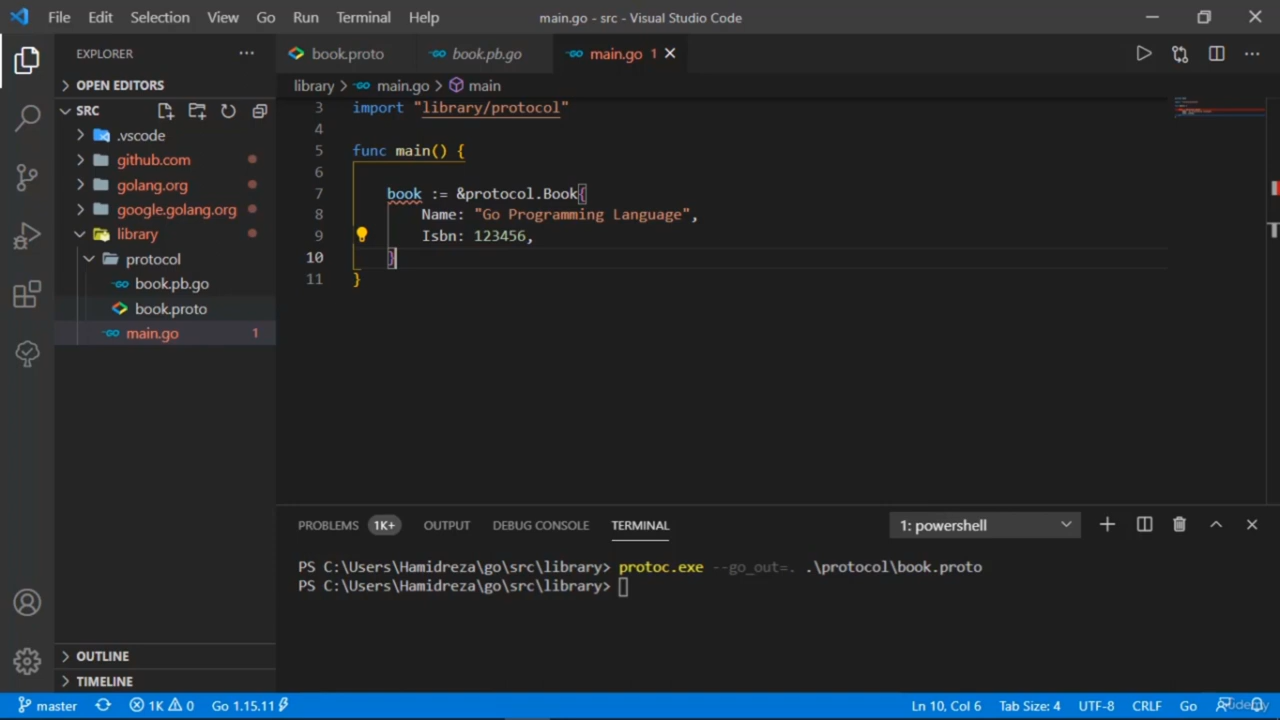 File Edit Selection View Go Run Terminal Help main.go - src - Visual Studio Code
EXPLORER
book.proto book.pb.go main.go 1
library > main.go > main
OPEN EDITORS
SRC
.vscode
github.com
golang.org
google.golang.org
library
protocol
book.pb.go
book.proto
main.go 1
OUTLINE
TIMELINE
3 import "library/protocol"
4
5 func main() {
6
7 book := &protocol.Book{
8 Name: "Go Programming Language",
9 Isbn: 123456,
10 }
11 }
PROBLEMS 1K+ OUTPUT DEBUG CONSOLE TERMINAL 1: powershell
PS C:\Users\Hamidreza\go\src\library> protoc.exe --go_out=. .\protocol\book.proto
PS C:\Users\Hamidreza\go\src\library>
master 1K 0 Go 1.15.11 Ln 10, Col 6 Tab Size: 4 UTF-8 CRLF Go
Udemy